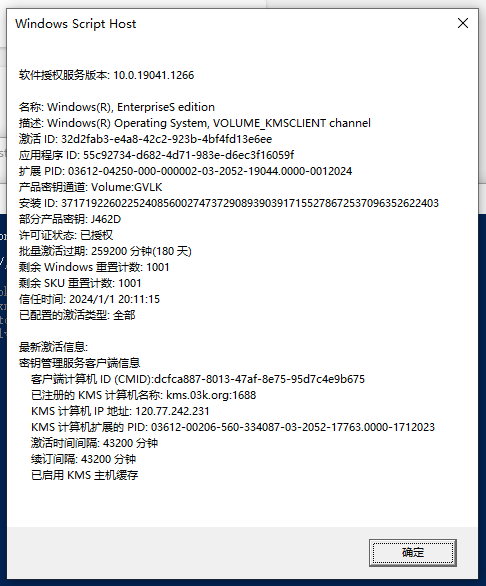 Windows Script Host
软件授权服务版本: 10.0.19041.1266
名称: Windows(R), EnterpriseS edition
描述: Windows(R) Operating System, VOLUME_KMSCLIENT channel
激活 ID: 32d2fab3-e4a8-42c2-923b-4bf4fd13e6ee
应用程序 ID: 55c92734-d682-4d71-983e-d6ec3f16059f
扩展 PID: 03612-04250-000-000002-03-2052-19044.0000-0012024
产品密钥通道: Volume:GVLK
安装 ID: 371719226022524085600274737290893903917155278672537096352622403
部分产品密钥: J462D
许可证状态: 已授权
批量激活过期: 259200 分钟(180 天)
剩余 Windows 重置计数: 1001
剩余 SKU 重置计数: 1001
信任时间: 2024/1/1 20:11:15
已配置的激活类型: 全部
最新激活信息:
密钥管理服务客户端信息
客户端计算机 ID (CMID):dcfca887-8013-47af-8e75-95d7c4e9b675
已注册的 KMS 计算机名称: kms.03k.org:1688
KMS 计算机 IP 地址: 120.77.242.231
KMS 计算机扩展的 PID: 03612-00206-560-334087-03-2052-17763.0000-1712023
激活时间间隔: 43200 分钟
续订间隔: 43200 分钟
已启用 KMS 主机缓存
确定